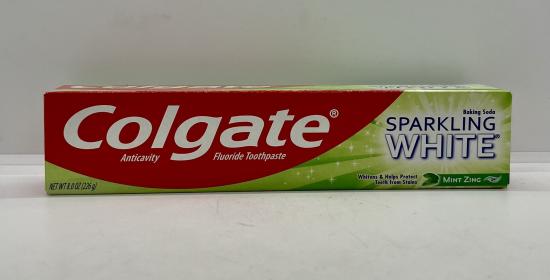 Colgate®
Anticavity Fluoride Toothpaste
NET WT 8.0 OZ (226 g)
Baking Soda
SPARKLING
WHITE®
Whitens & Helps Protect
Teeth from Stains
MINT ZING